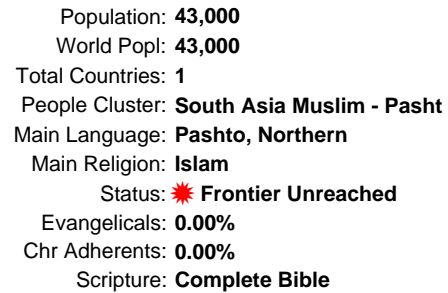 Population: 43,000
World Popl: 43,000
Total Countries: 1
People Cluster: South Asia Muslim - Pasht
Main Language: Pashto, Northern
Main Religion: Islam
Status: Frontier Unreached
Evangelicals: 0.00%
Chr Adherents: 0.00%
Scripture: Complete Bible